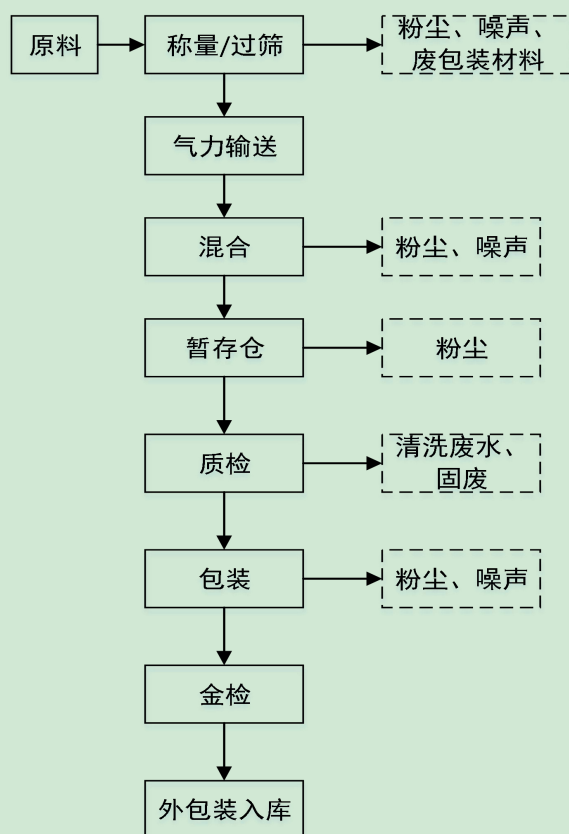 原料
称量/过筛
粉尘、噪声、
废包装材料
气力输送
混合
粉尘、噪声
暂存仓
粉尘
质检
清洗废水、
固废
包装
粉尘、噪声
金检
外包装入库